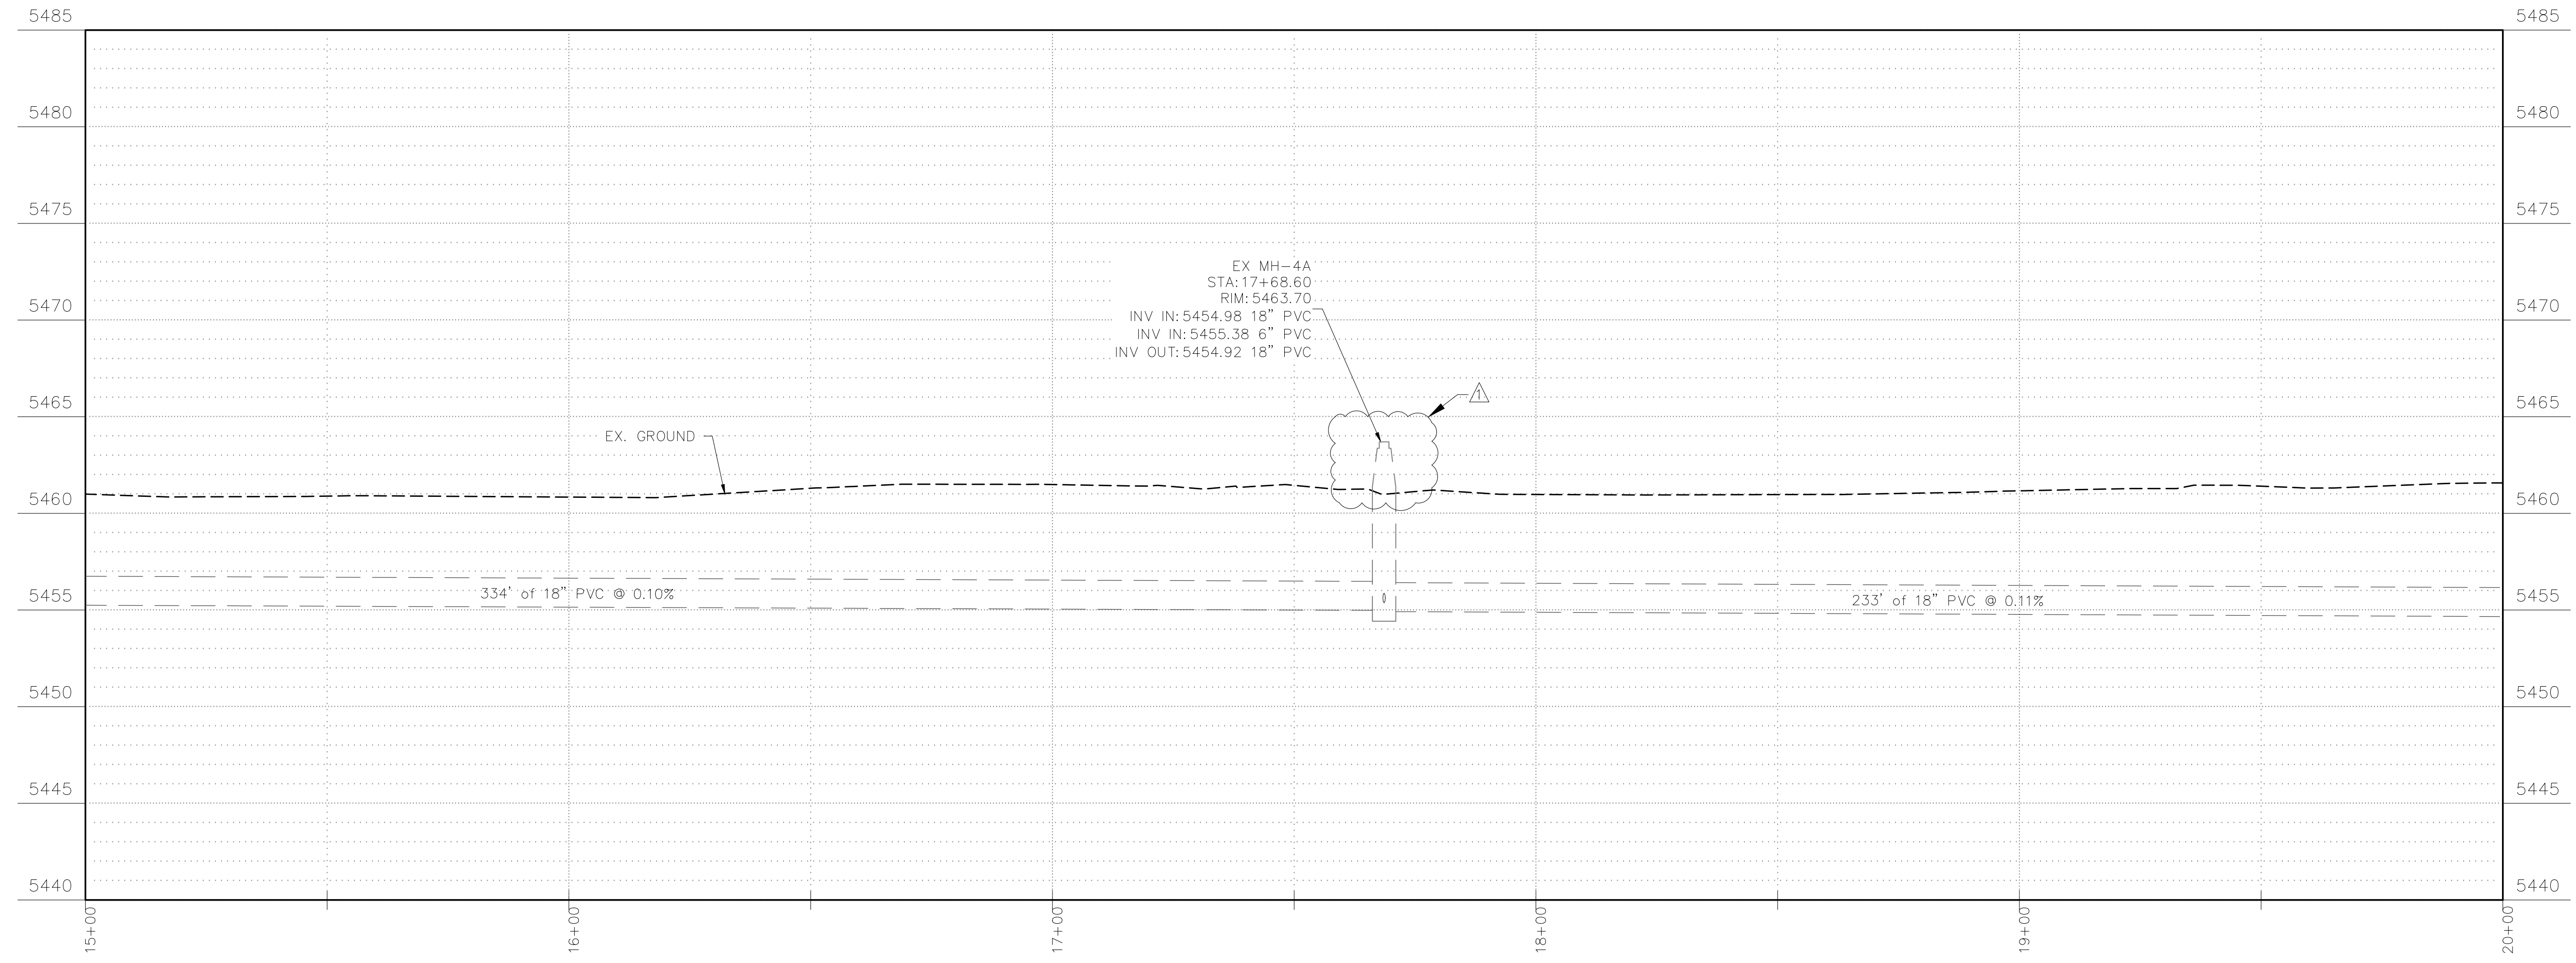 5485 5485
5480 5480
5475 5475
EX MH-4A
STA:17+68.60
RIM:5463.70
INV IN:5454.98 18" PVC
INV IN:5455.38 6" PVC
INV OUT:5454.92 18" PVC
5470 5470
1
5465 5465
EX. GROUND
5460 5460
334' of 18" PVC @ 0.10%
233' of 18" PVC @ 0.11%
5455 5455
5450 5450
5445 5445
5440 5440
15+00 16+00 17+00 18+00 19+00 20+00